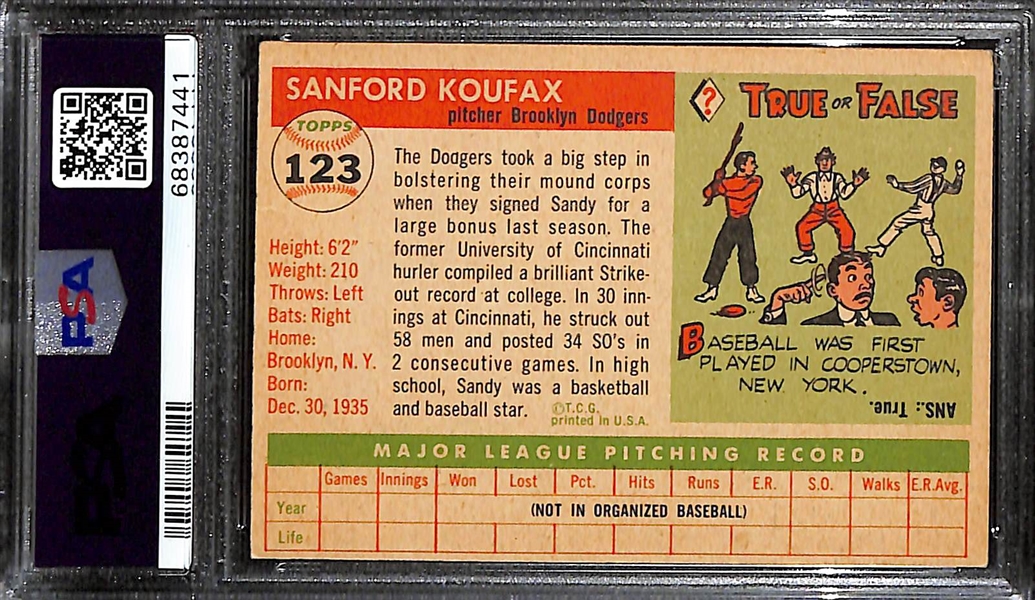 68387441
PSA
PSA
SANFORD KOUFAX
pitcher Brooklyn Dodgers
TOPPS
123
Height: 6'2"
Weight: 210
Throws: Left
Bats: Right
Home:
Brooklyn, N. Y.
Born:
Dec. 30, 1935
The Dodgers took a big step in
bolstering their mound corps
when they signed Sandy for a
large bonus last season. The
former University of Cincinnati
hurler compiled a brilliant Strike-
out record at college. In 30 inn-
ings at Cincinnati, he struck out
58 men and posted 34 SO's in
2 consecutive games. In high
school, Sandy was a basketball
and baseball star.
©T.C.G.
printed in U.S.A.
?
TRUE OR FALSE
BASEBALL WAS FIRST
PLAYED IN COOPERSTOWN,
NEW YORK.
ANS.: True.
MAJOR LEAGUE PITCHING RECORD
Games Innings Won Lost Pct. Hits Runs E.R. S.O. Walks E.R.Avg.
Year (NOT IN ORGANIZED BASEBALL)
Life